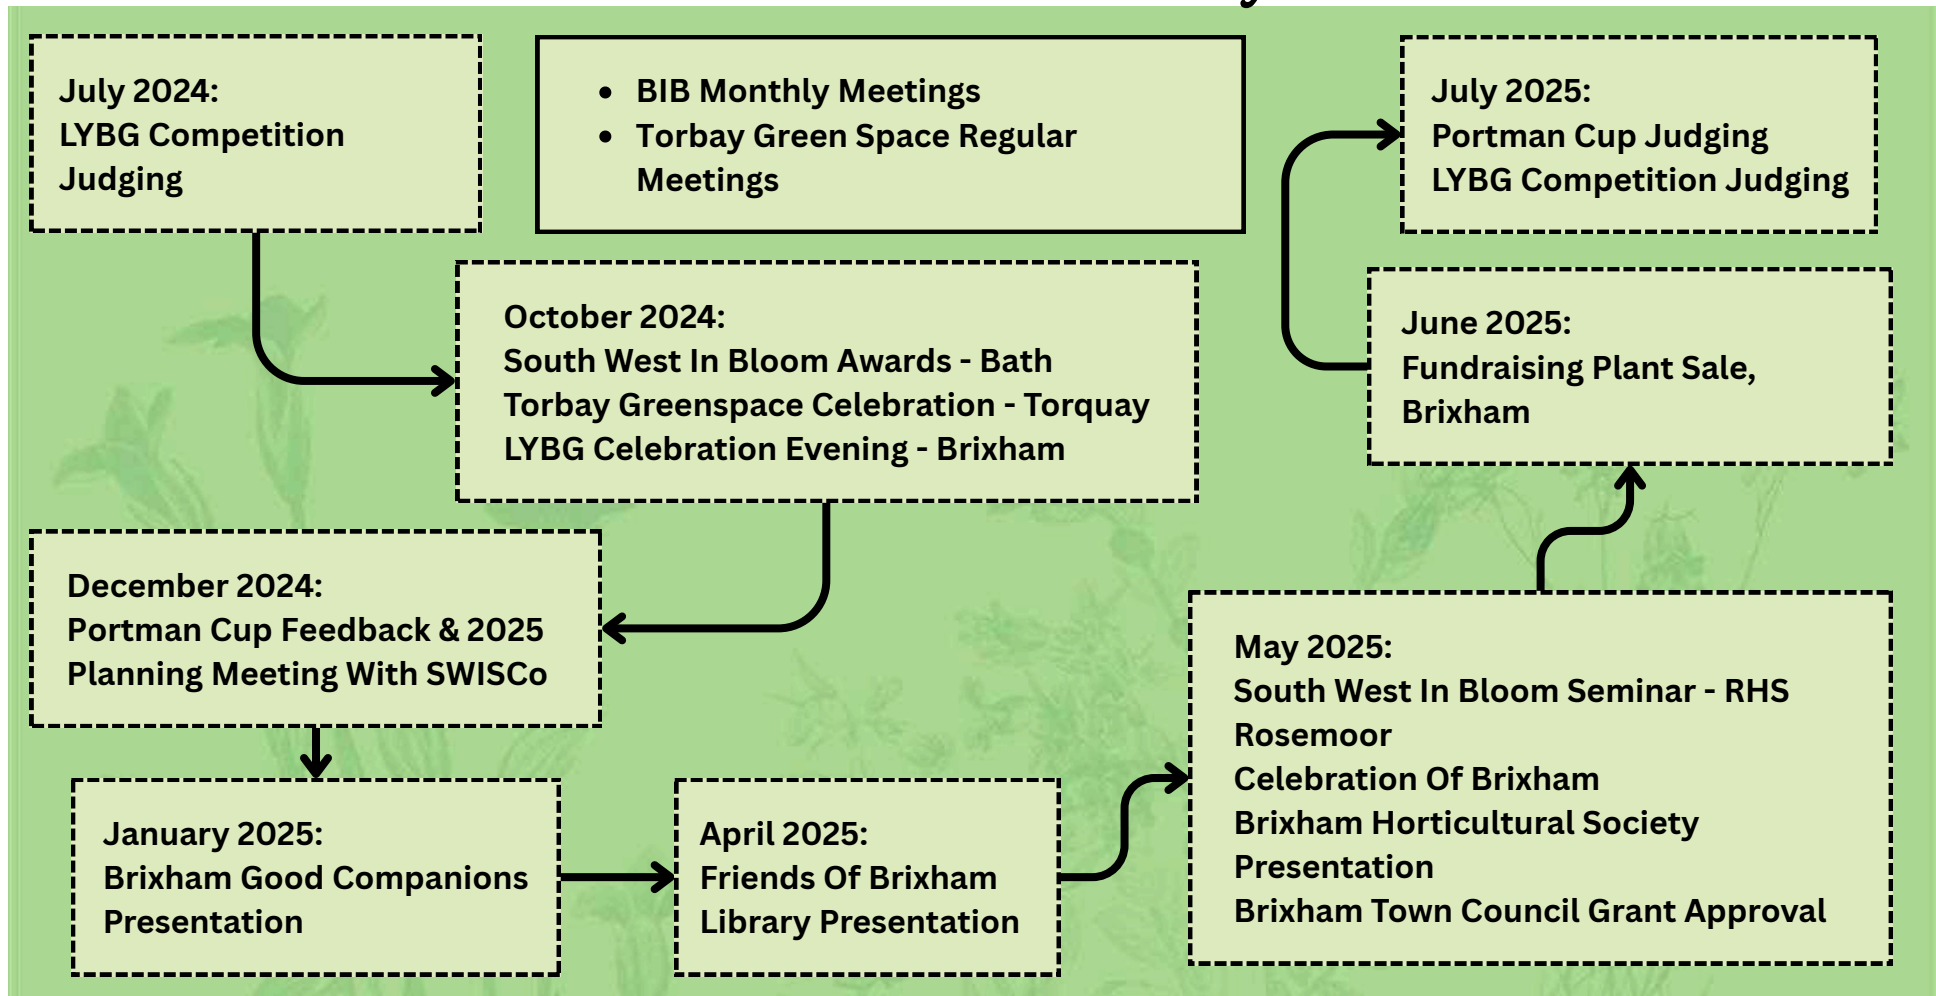 July 2024:
LYBG Competition
Judging
• BIB Monthly Meetings
• Torbay Green Space Regular
Meetings
October 2024:
South West In Bloom Awards - Bath
Torbay Greenspace Celebration - Torquay
LYBG Celebration Evening - Brixham
December 2024:
Portman Cup Feedback & 2025
Planning Meeting With SWISCo
January 2025:
Brixham Good Companions
Presentation
April 2025:
Friends Of Brixham
Library Presentation
May 2025:
South West In Bloom Seminar - RHS
Rosemoor
Celebration Of Brixham
Brixham Horticultural Society
Presentation
Brixham Town Council Grant Approval
June 2025:
Fundraising Plant Sale,
Brixham
July 2025:
Portman Cup Judging
LYBG Competition Judging